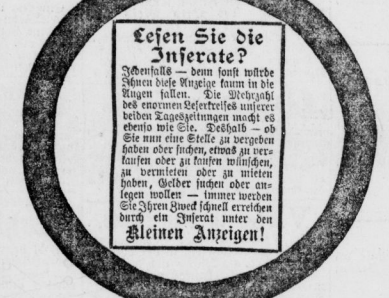 Lesen Sie die
Inserate?
Jedenfalls — denn sonst würde
Ihnen diese Anzeige kaum in die
Augen fallen. Die Mehrzahl
des enormen Leserkreises unserer
beiden Tageszeitungen macht es
ebenso wie Sie. Deshalb — ob
Sie nun eine Stelle zu vergeben
haben oder suchen, etwas zu ver-
kaufen oder zu kaufen wünschen,
zu vermieten oder zu mieten
haben, Gelder suchen oder an-
legen wollen — immer werden
Sie Ihren Zweck schnell erreichen
durch ein Inserat unter den
Kleinen Anzeigen!